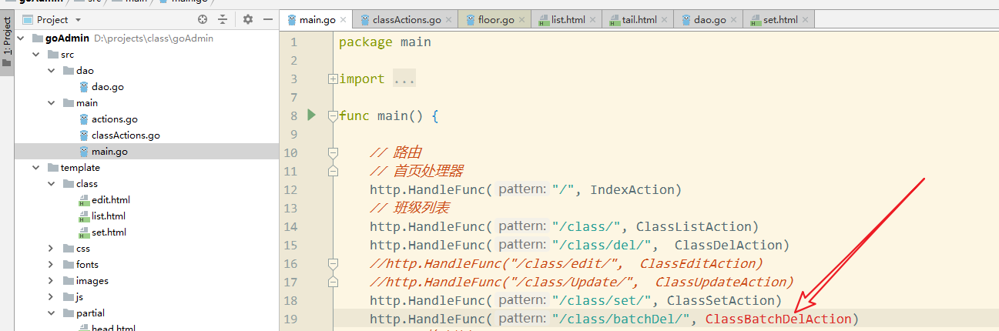 Project
main.go
classActions.go
floor.go
list.html
tail.html
dao.go
set.html
1: Project
goAdmin D:\projects\class\goAdmin
src
dao
dao.go
main
actions.go
classActions.go
main.go
template
class
edit.html
list.html
set.html
css
fonts
images
js
partial
head.html
1 package main
2
3 import ...
7
8 func main() {
9
10 // 路由
11 // 首页处理器
12 http.HandleFunc( pattern: "/", IndexAction)
13 // 班级列表
14 http.HandleFunc( pattern: "/class/", ClassListAction)
15 http.HandleFunc( pattern: "/class/del/", ClassDelAction)
16 //http.HandleFunc("/class/edit/", ClassEditAction)
17 //http.HandleFunc("/class/Update/", ClassUpdateAction)
18 http.HandleFunc( pattern: "/class/set/", ClassSetAction)
19 http.HandleFunc( pattern: "/class/batchDel/", ClassBatchDelAction)